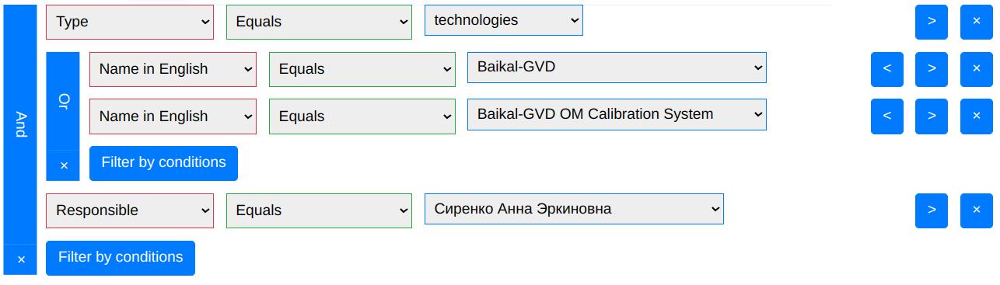 Type Equals technologies > ×
Name in English Equals Baikal-GVD < > ×
Or
Name in English Equals Baikal-GVD OM Calibration System < > ×
And
× Filter by conditions
Responsible Equals Сиренко Анна Эркиновна > ×
× Filter by conditions